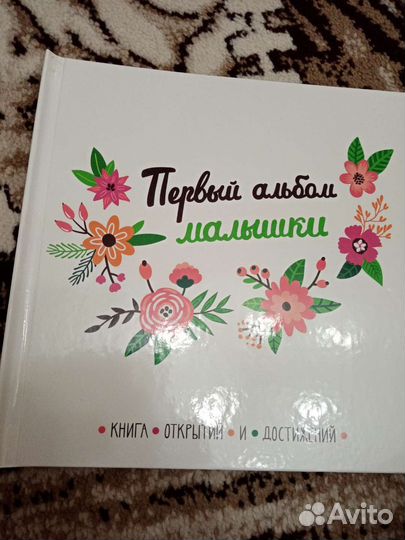 Первый альбом
малышки
• КНИГА • ОТКРЫТИЙ • И • ДОСТИЖЕНИЙ •
Avito